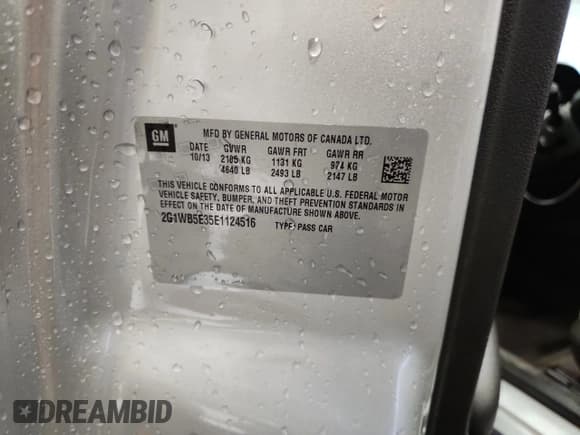 GM
MFD BY GENERAL MOTORS OF CANADA LTD.
DATE GVWR GAWR FRT GAWR RR
10/13 2105 KG 1131 KG 974 KG
4640 LB 2493 LB 2147 LB
THIS VEHICLE CONFORMS TO ALL APPLICABLE U.S. FEDERAL MOTOR
VEHICLE SAFETY, BUMPER, AND THEFT PREVENTION STANDARDS IN
EFFECT ON THE DATE OF MANUFACTURE SHOWN ABOVE.
2G1WB5E35E1124516 TYPE: PASS CAR
DREAMBID